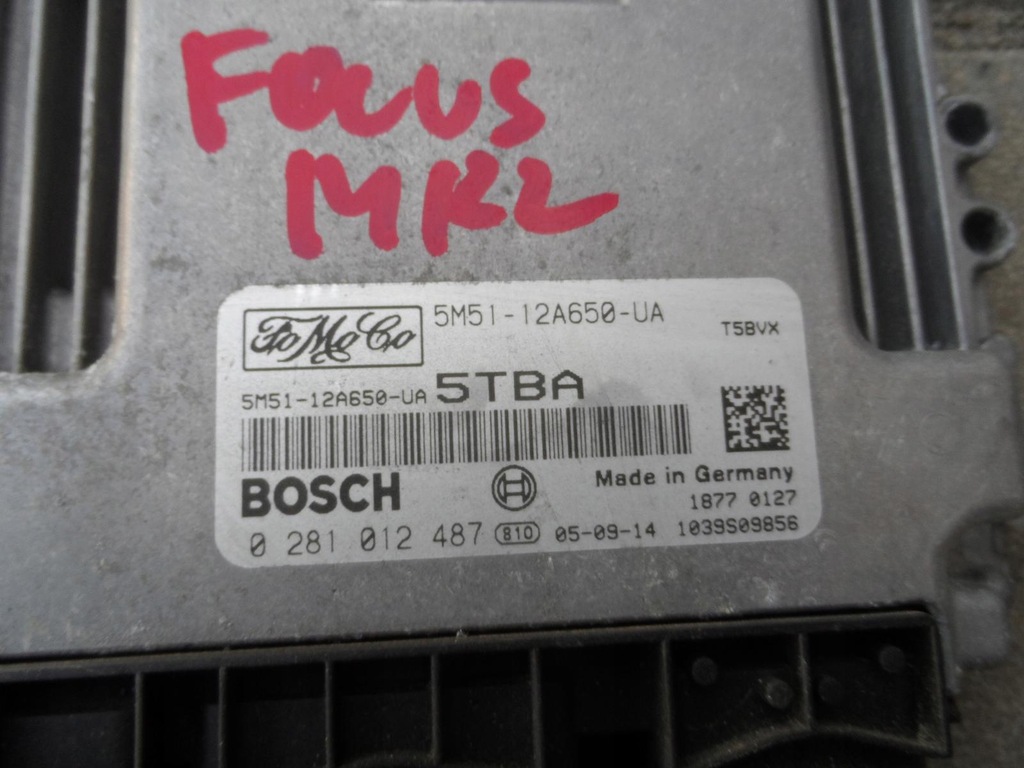 FOCUS
MK2
FoMoCo
5M51-12A650-UA
T5BVX
5M51-12A650-UA 5TBA
Made in Germany
BOSCH
1877 0127
0 281 012 487 810 05-09-14 1039S09856